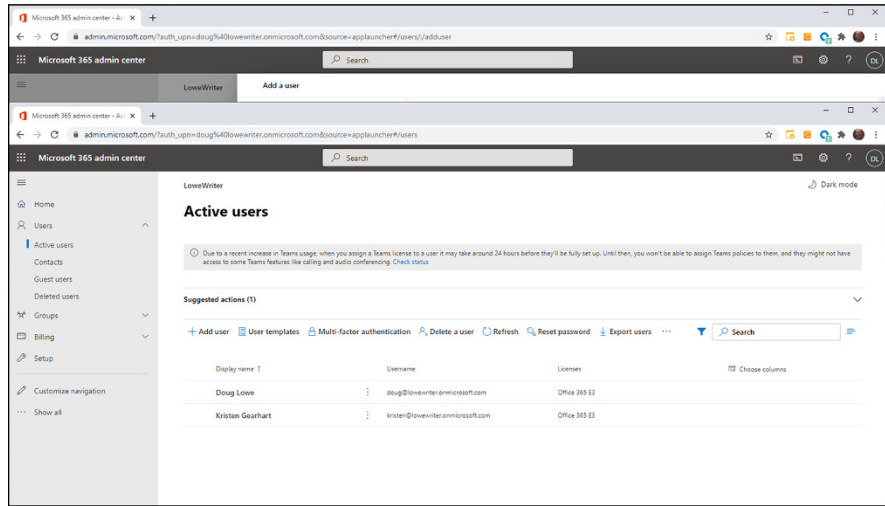 Microsoft 365 admin center - Ac
admin.microsoft.com/?auth_upn=doug%40lowewriter.onmicrosoft.com&source=applauncher#/users/;/adduser
Microsoft 365 admin center
Search
DL
LoweWriter
Add a user
Microsoft 365 admin center - Ac
admin.microsoft.com/?auth_upn=doug%40lowewriter.onmicrosoft.com&source=applauncher#/users
Microsoft 365 admin center
Search
DL
LoweWriter
Dark mode
Home
Active users
Users
Active users
Contacts
Guest users
Deleted users
Groups
Billing
Setup
Customize navigation
Show all
Due to a recent increase in Teams usage, when you assign a Teams license to a user it may take around 24 hours before they'll be fully set up. Until then, you won't be able to assign Teams policies to them, and they might not have
access to some Teams features like calling and audio conferencing. Check status
Suggested actions (1)
Add user User templates Multi-factor authentication Delete a user Refresh Reset password Export users ... Search
Display name ↑ Username Licenses Choose columns
Doug Lowe doug@lowewriter.onmicrosoft.com Office 365 E3
Kristen Gearhart kristen@lowewriter.onmicrosoft.com Office 365 E3